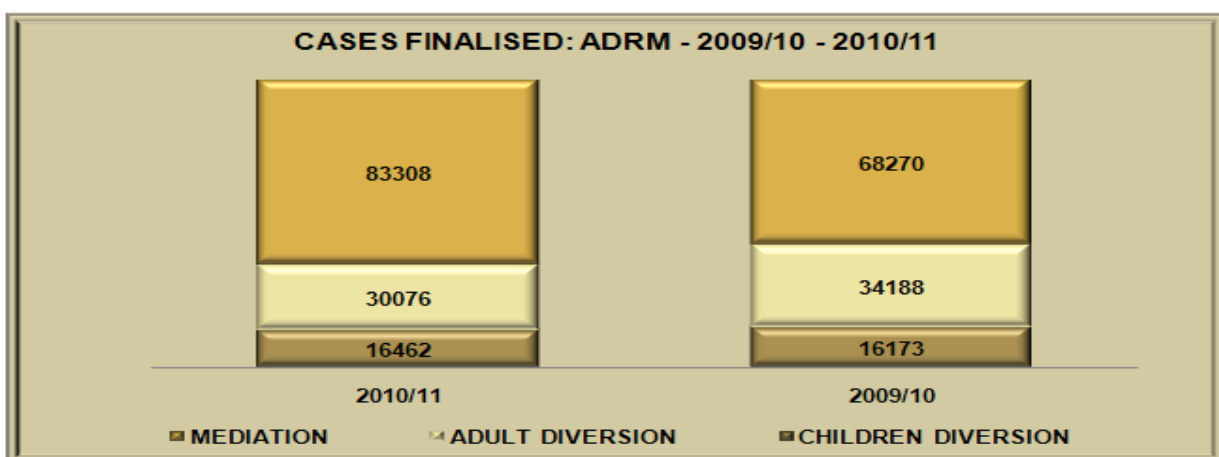 CASES FINALISED: ADRM - 2009/10 - 2010/11
83308
68270
30076
34188
16462
16173
2010/11
2009/10
MEDIATION
ADULT DIVERSION
CHILDREN DIVERSION